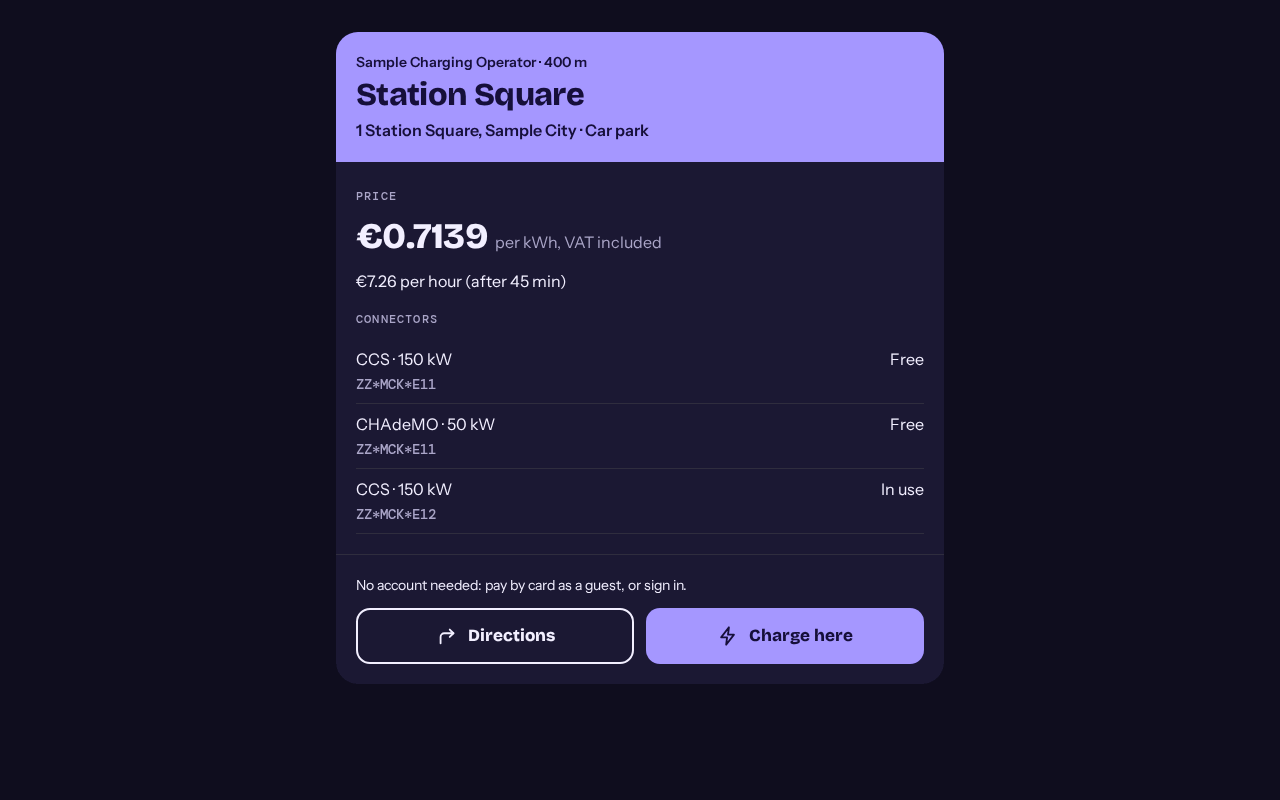 Sample Charging Operator · 400 m
Station Square
1 Station Square, Sample City · Car park
PRICE
€0.7139 per kWh, VAT included
€7.26 per hour (after 45 min)
CONNECTORS
CCS · 150 kW Free
ZZ*MCK*E11
CHAdeMO · 50 kW Free
ZZ*MCK*E11
CCS · 150 kW In use
ZZ*MCK*E12
No account needed: pay by card as a guest, or sign in.
Directions Charge here